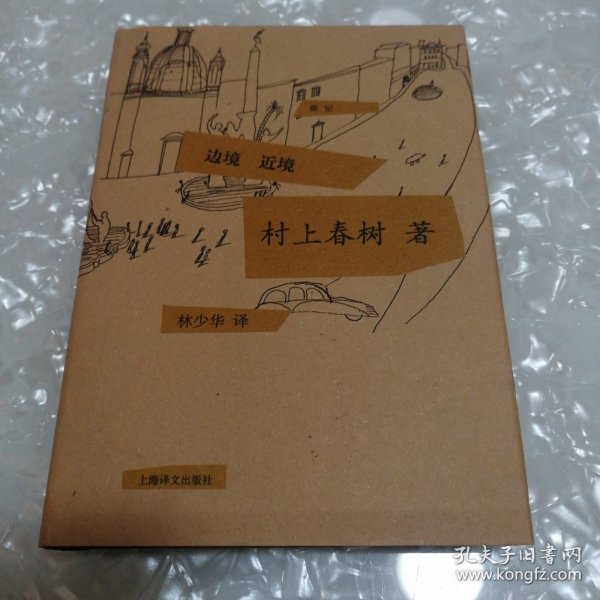 游记
边境 近境
村上春树 著
林少华 译
上海译文出版社
孔夫子旧书网
www.kongfz.com